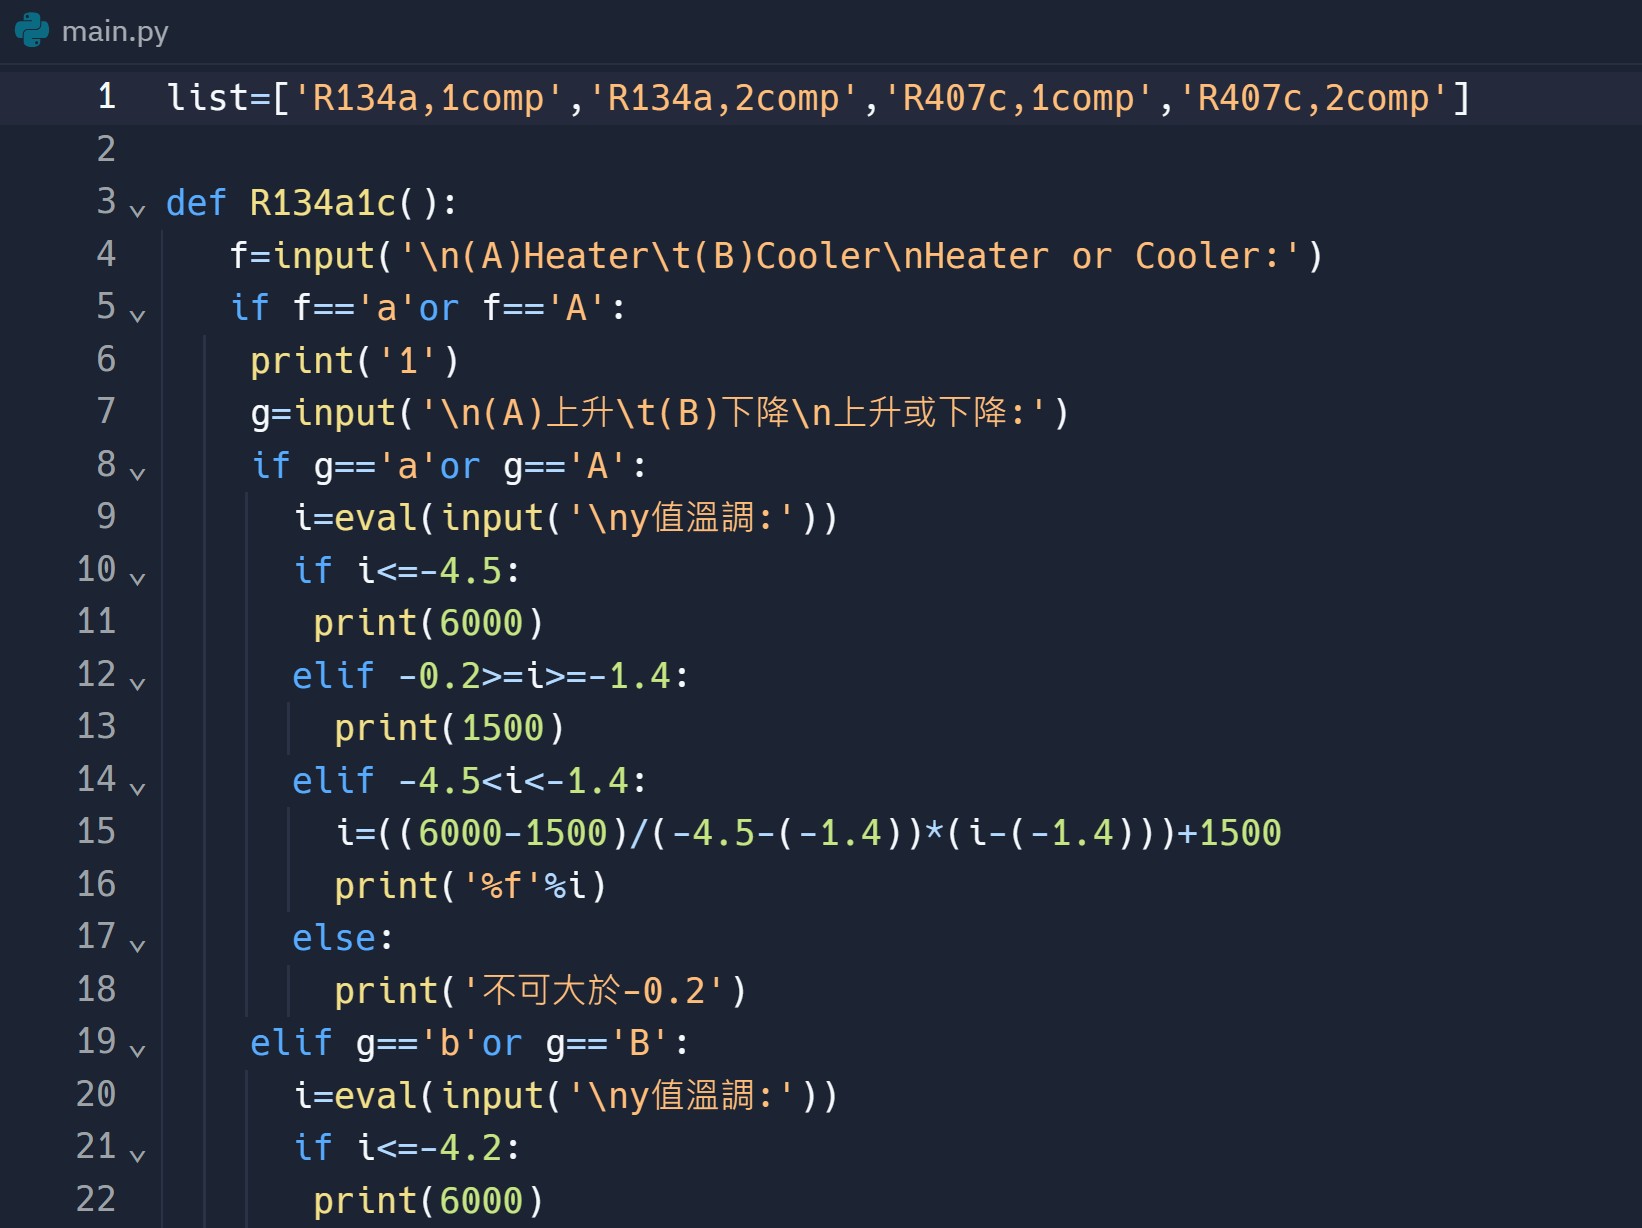 main.py
1 list=['R134a,1comp','R134a,2comp','R407c,1comp','R407c,2comp']
2
3 def R134a1c():
4    f=input('\n(A)Heater\t(B)Cooler\nHeater or Cooler:')
5    if f=='a'or f=='A':
6     print('1')
7     g=input('\n(A)上升\t(B)下降\n上升或下降:')
8     if g=='a'or g=='A':
9       i=eval(input('\ny值溫調:'))
10       if i<=-4.5:
11        print(6000)
12       elif -0.2>=i>=-1.4:
13         print(1500)
14       elif -4.5<i<-1.4:
15         i=((6000-1500)/(-4.5-(-1.4))*(i-(-1.4)))+1500
16         print('%f'%i)
17       else:
18         print('不可大於-0.2')
19     elif g=='b'or g=='B':
20       i=eval(input('\ny值溫調:'))
21       if i<=-4.2:
22        print(6000)